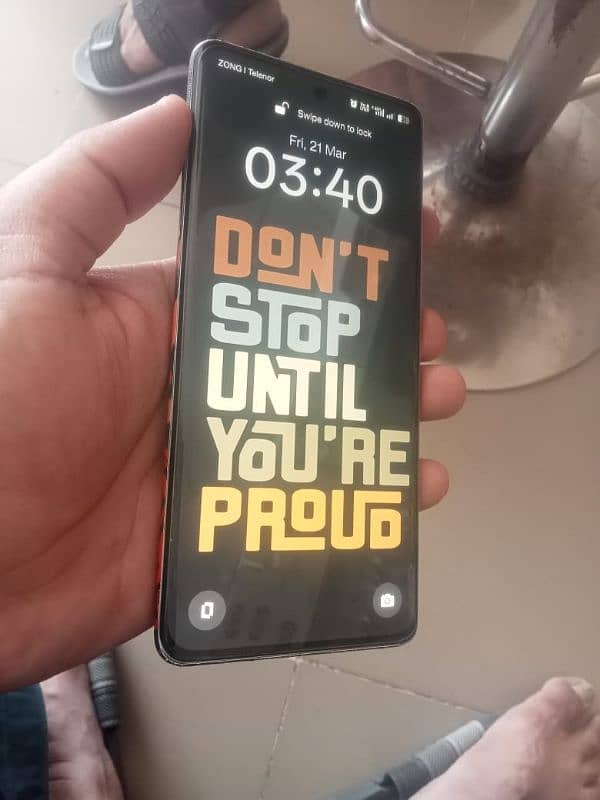 ZONG | Telenor
Swipe down to lock
Fri, 21 Mar
03:40
DON'T
STOP
UNTIL
YOU'RE
PROUD